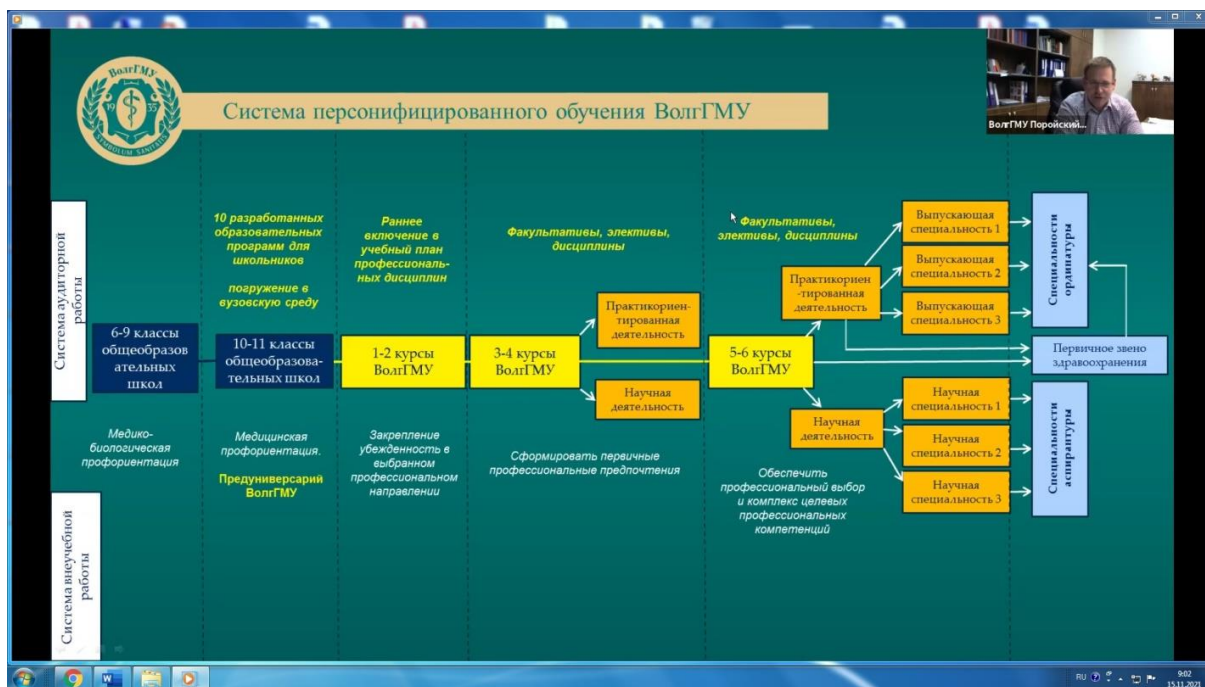 ВолгГМУ
19 35
SYMBOLUM SANITATIS
Система персонифицированного обучения ВолгГМУ
ВолгГМУ Поройский...
Система аудиторной
работы
6-9 классы
общеобразов
ательных
школ
Медико-
биологическая
профориентация
10 разработанных
образовательных
программ для
школьников
погружение в
вузовскую среду
10-11 классы
общеобразова-
тельных школ
Медицинская
профориентация.
Предуниверсарий
ВолгГМУ
Раннее
включение в
учебный план
профессиональ-
ных дисциплин
1-2 курсы
ВолгГМУ
Закрепление
убежденность в
выбранном
профессиональном
направлении
Факультативы, элективы,
дисциплины
3-4 курсы
ВолгГМУ
Практикориен-
тированная
деятельность
Научная
деятельность
Сформировать первичные
профессиональные предпочтения
Факультативы,
элективы, дисциплины
5-6 курсы
ВолгГМУ
Практикориен
-тированная
деятельность
Научная
деятельность
Обеспечить
профессиональный выбор
и комплекс целевых
профессиональных
компетенций
Выпускающая
специальность 1
Выпускающая
специальность 2
Выпускающая
специальность 3
Научная
специальность 1
Научная
специальность 2
Научная
специальность 3
Специальности
ординатуры
Первичное звено
здравоохранения
Специальности
аспирантуры
Система внеучебной
работы
RU
9:02
15.11.2021